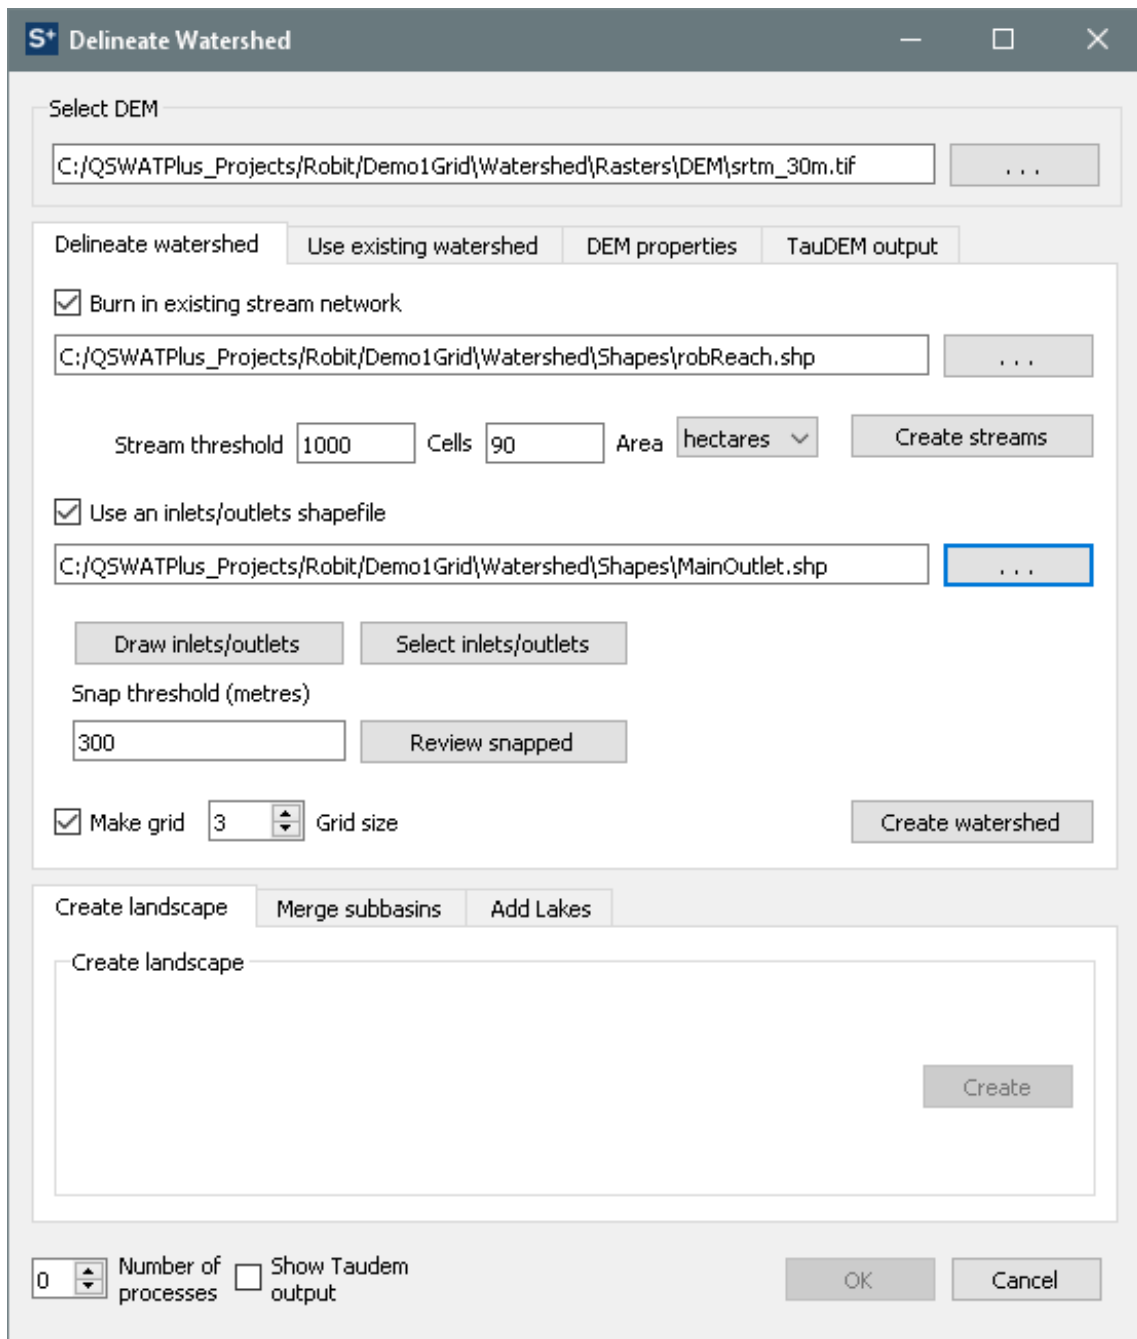 S+ Delineate Watershed
Select DEM
C:/QSWATPlus_Projects/Robit/Demo1Grid\Watershed\Rasters\DEM\srtm_30m.tif ...
Delineate watershed Use existing watershed DEM properties TauDEM output
Burn in existing stream network
C:/QSWATPlus_Projects/Robit/Demo1Grid\Watershed\Shapes\robReach.shp ...
Stream threshold 1000 Cells 90 Area hectares Create streams
Use an inlets/outlets shapefile
C:/QSWATPlus_Projects/Robit/Demo1Grid\Watershed\Shapes\MainOutlet.shp ...
Draw inlets/outlets Select inlets/outlets
Snap threshold (metres)
300 Review snapped
Make grid 3 Grid size Create watershed
Create landscape Merge subbasins Add Lakes
Create landscape
Create
0 Number of processes Show Taudem output OK Cancel